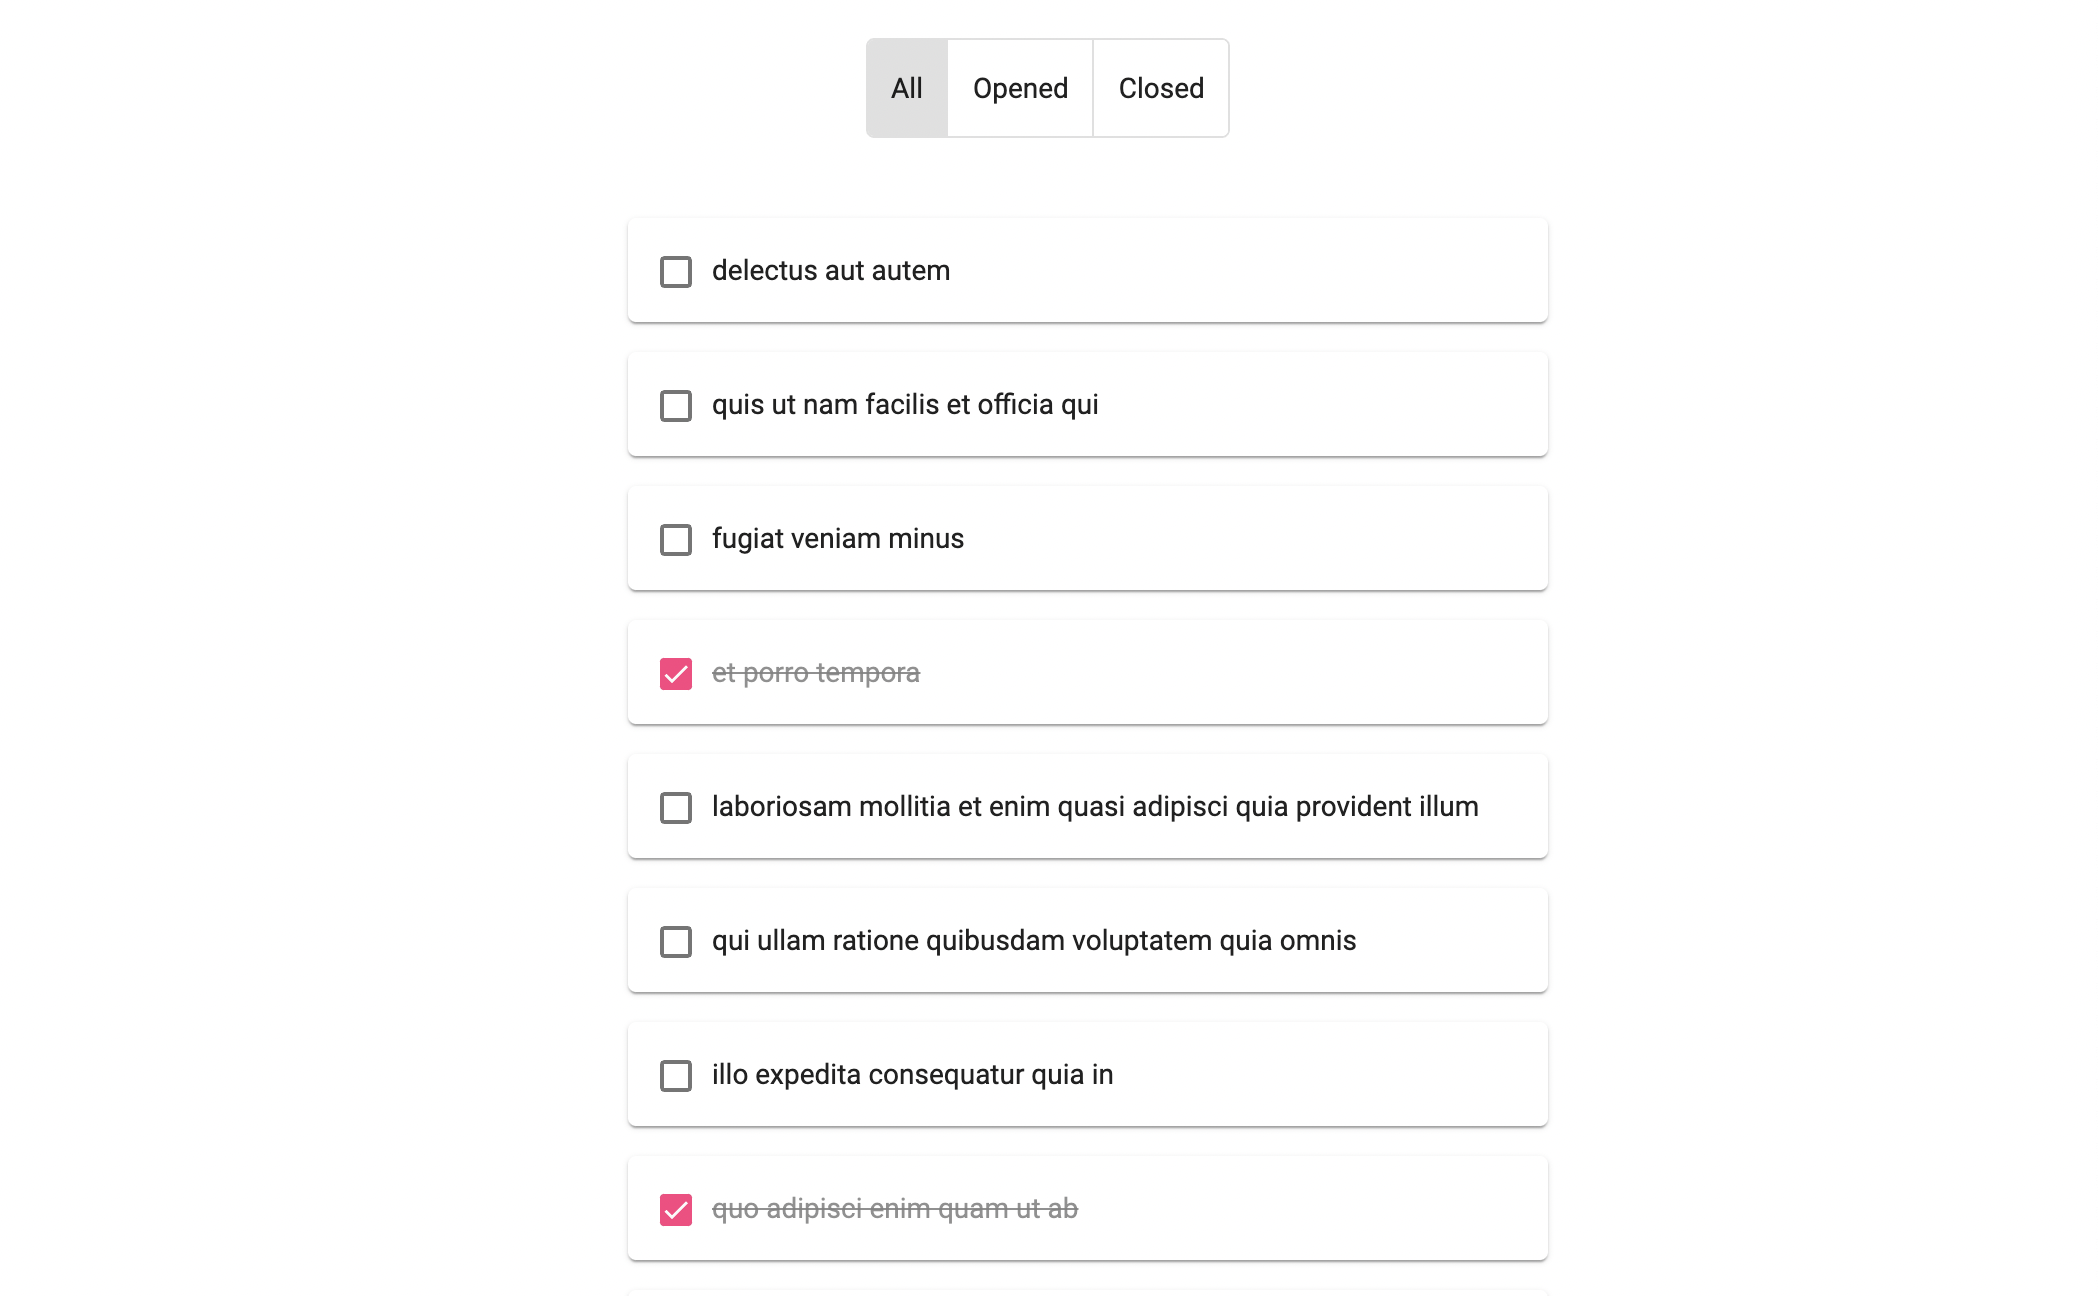 All Opened Closed
delectus aut autem
quis ut nam facilis et officia qui
fugiat veniam minus
et porro tempora
laboriosam mollitia et enim quasi adipisci quia provident illum
qui ullam ratione quibusdam voluptatem quia omnis
illo expedita consequatur quia in
quo adipisci enim quam ut ab